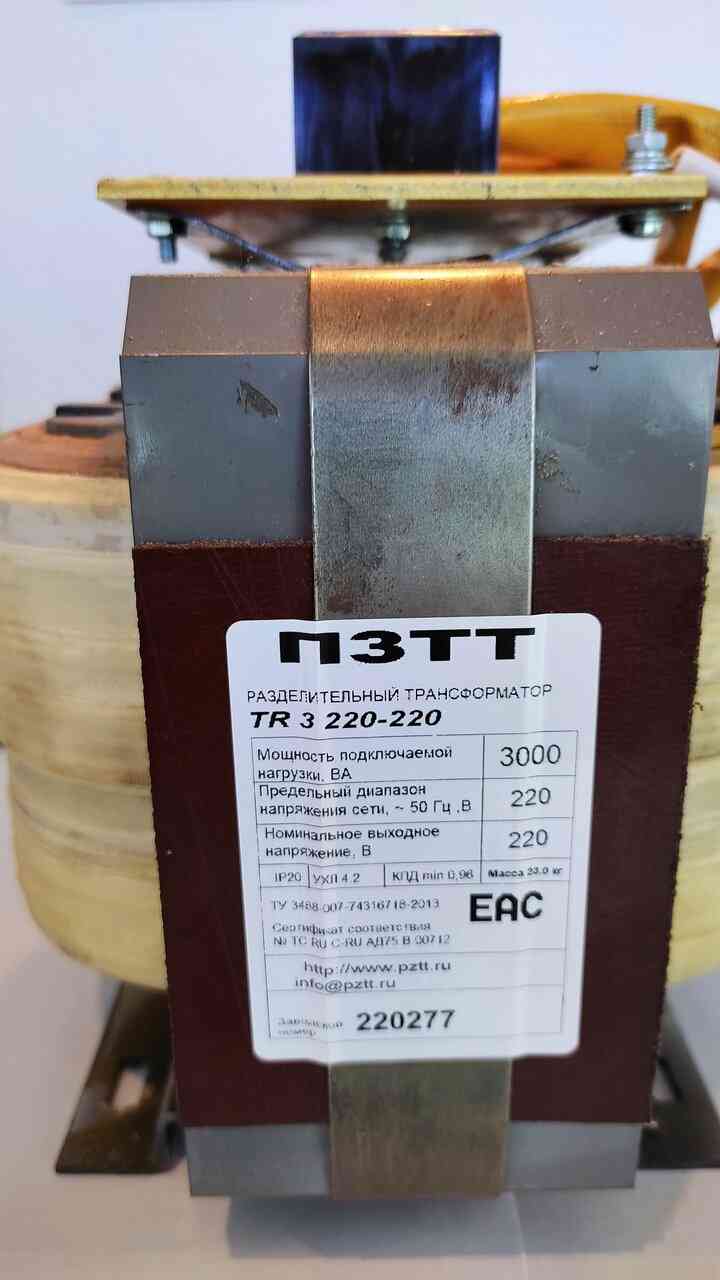 ПЗТТ
РАЗДЕЛИТЕЛЬНЫЙ ТРАНСФОРМАТОР
TR 3 220-220
Мощность подключаемой
нагрузки, ВА
3000
Предельный диапазон
напряжения сети, ~ 50 Гц ,В
220
Номинальное выходное
напряжение, В
220
IP20 УХЛ 4.2 КПД min 0,96 Масса 23.0 кг
ТУ 3468-007-74316718-2013
EAC
Сертификат соответствия
№ ТС RU C-RU АД75 В 00712
http://www.pztt.ru
info@pztt.ru
Заводской
номер
220277